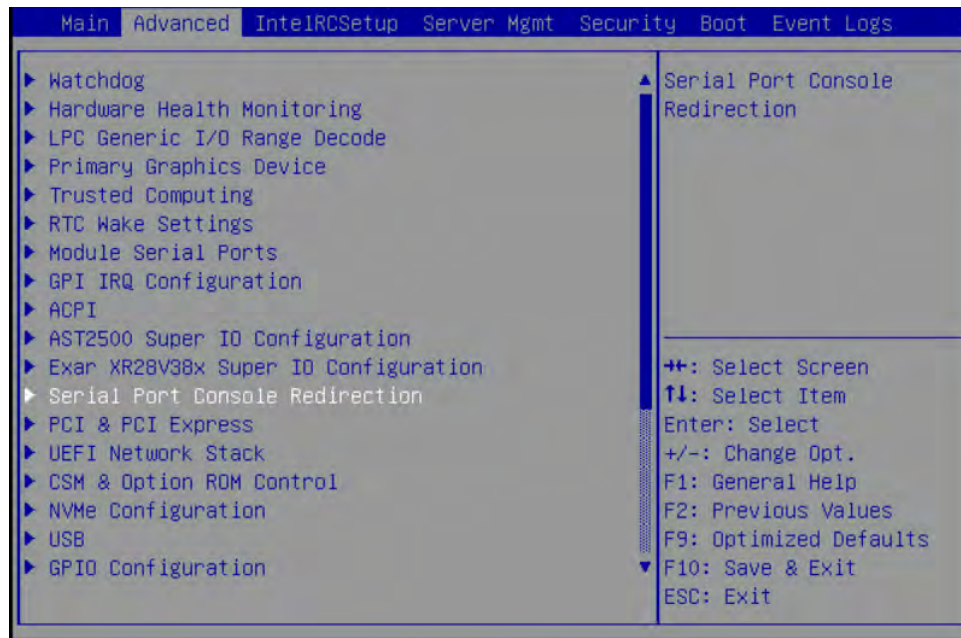 Main Advanced IntelRCSetup Server Mgmt Security Boot Event Logs
Watchdog
Hardware Health Monitoring
LPC Generic I/O Range Decode
Primary Graphics Device
Trusted Computing
RTC Wake Settings
Module Serial Ports
GPI IRQ Configuration
ACPI
AST2500 Super IO Configuration
Exar XR28V38x Super IO Configuration
Serial Port Console Redirection
PCI & PCI Express
UEFI Network Stack
CSM & Option ROM Control
NVMe Configuration
USB
GPIO Configuration
Serial Port Console
Redirection
→←: Select Screen
↑↓: Select Item
Enter: Select
+/-: Change Opt.
F1: General Help
F2: Previous Values
F9: Optimized Defaults
F10: Save & Exit
ESC: Exit